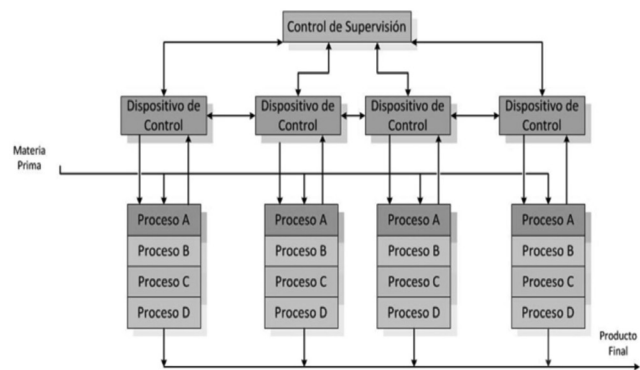 Control de Supervisión
Dispositivo de
Control
Dispositivo de
Control
Dispositivo de
Control
Dispositivo de
Control
Materia
Prima
Proceso A
Proceso B
Proceso C
Proceso D
Proceso A
Proceso B
Proceso C
Proceso D
Proceso A
Proceso B
Proceso C
Proceso D
Proceso A
Proceso B
Proceso C
Proceso D
Producto
Final